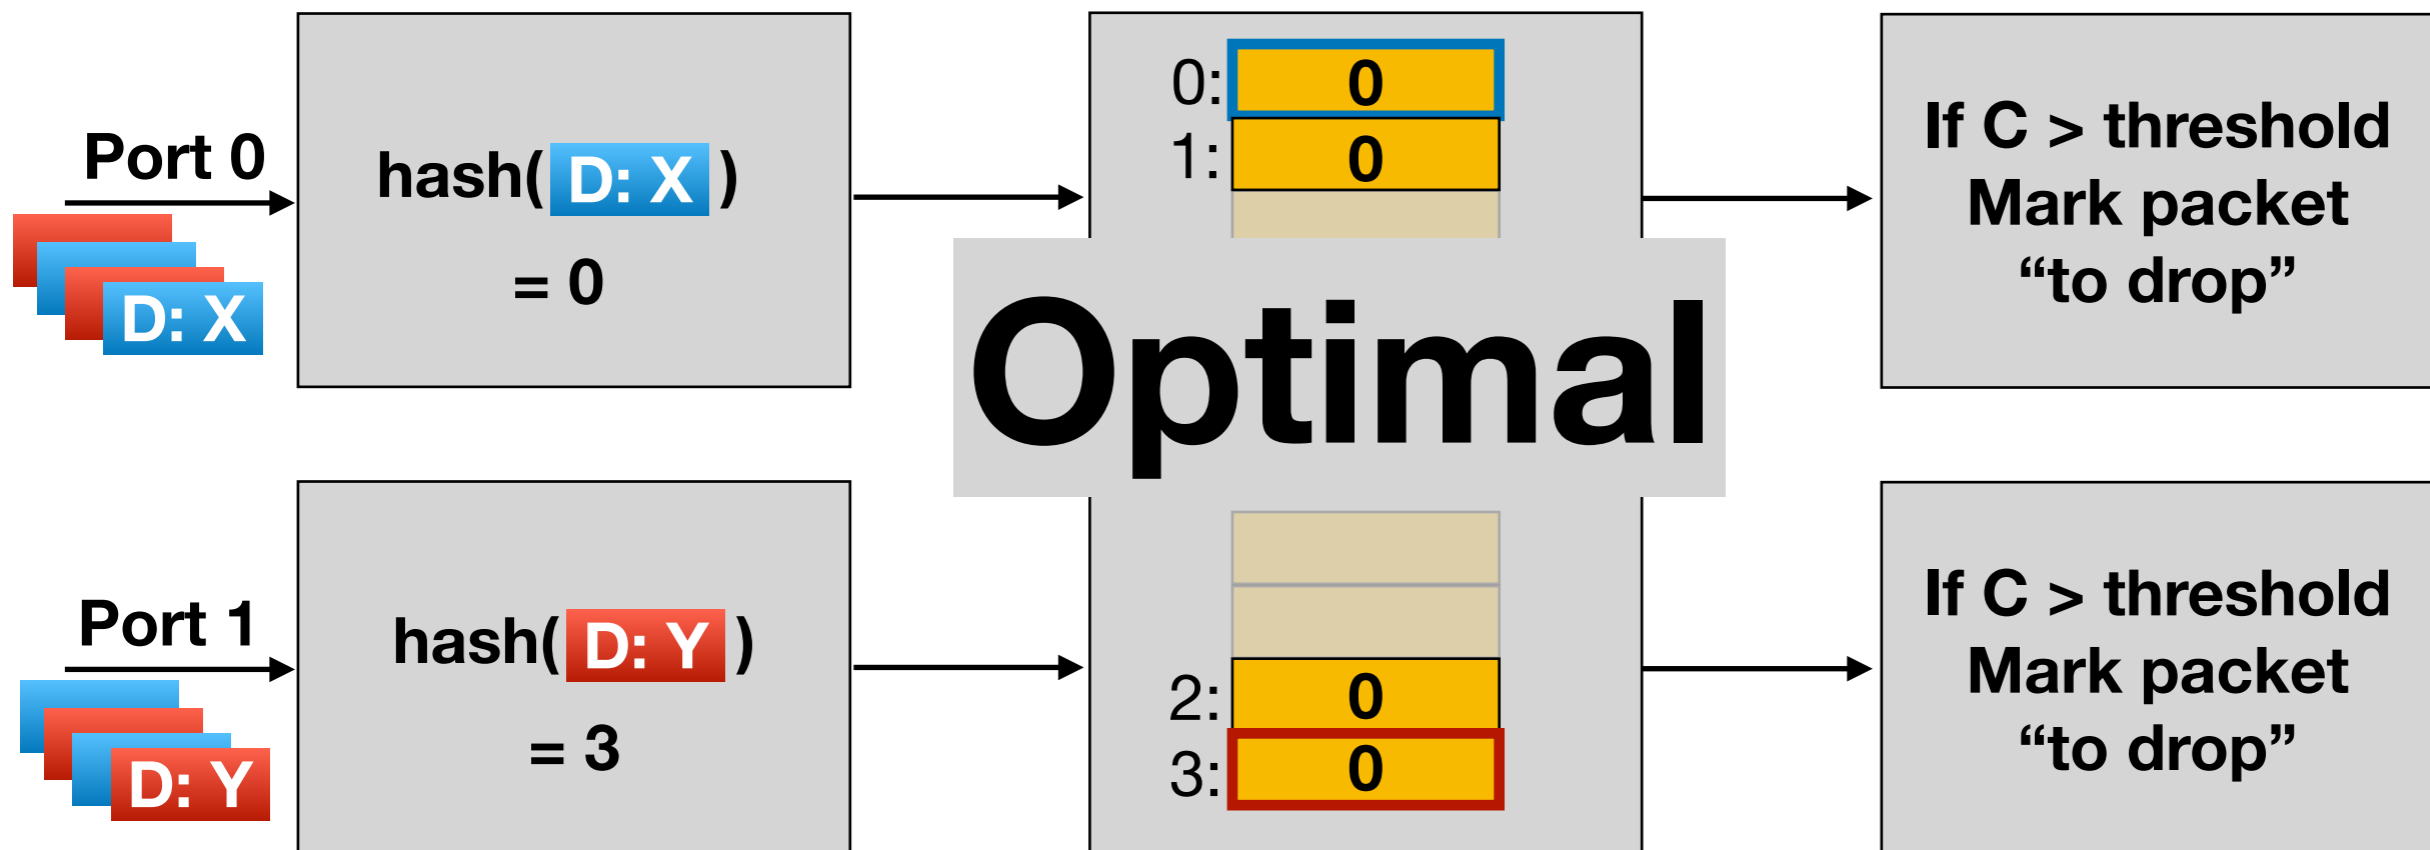 Port 0
D: X
hash( D: X )
= 0
0: 0
1: 0
If C > threshold
Mark packet
“to drop”
Optimal
Port 1
D: Y
hash( D: Y )
= 3
2: 0
3: 0
If C > threshold
Mark packet
“to drop”